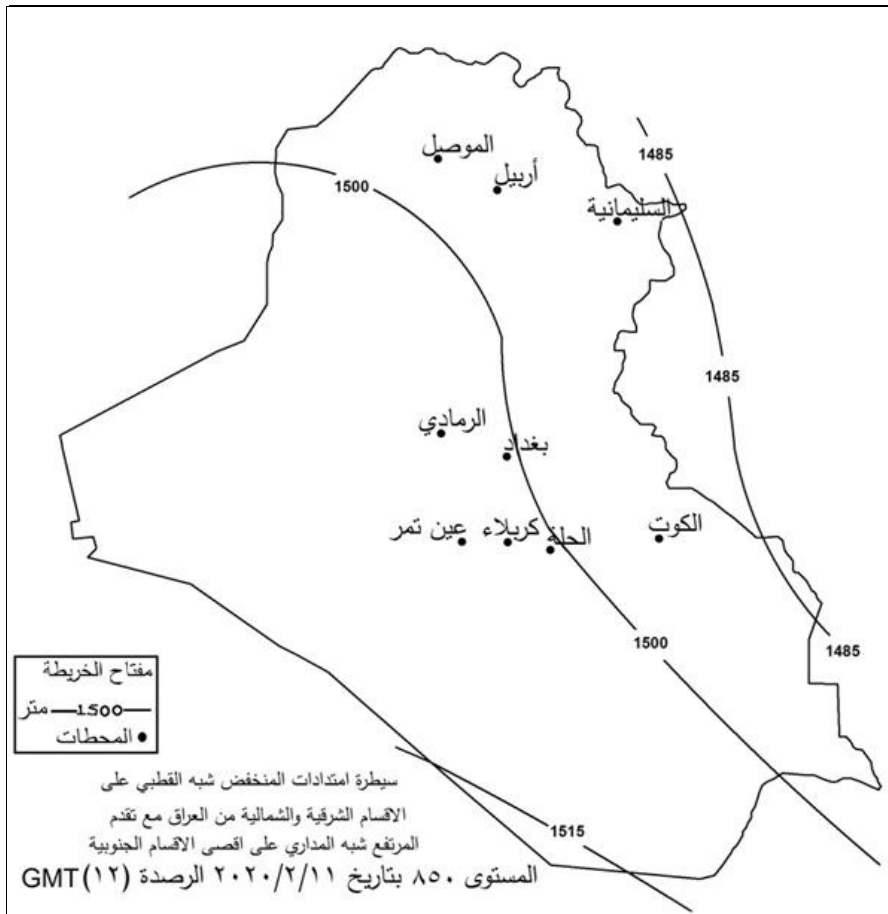 الموصل
1485
أربيل
1500
السليمانية
1485
الرمادي
بغداد
الكوت
عين تمر
كربلاء
الحلة
1500
1485
مفتاح الخريطة
1500 متر
المحطات
1515
سيطرة امتدادات المنخفض شبه القطبي على
الاقسام الشرقية والشمالية من العراق مع تقدم
المرتفع شبه المداري على اقصى الاقسام الجنوبية
المستوى ٨٥٠ بتاريخ ٢٠٢٠/٢/١١ الرصدة (١٢) GMT